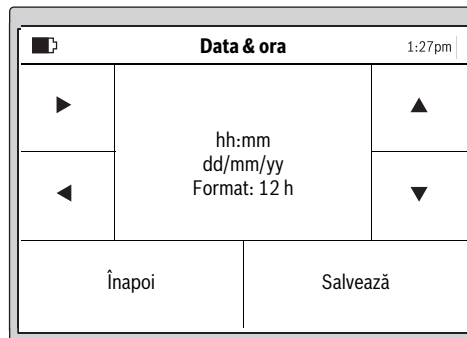 Data & ora
1:27pm
hh:mm
dd/mm/yy
Format: 12 h
Înapoi
Salvează